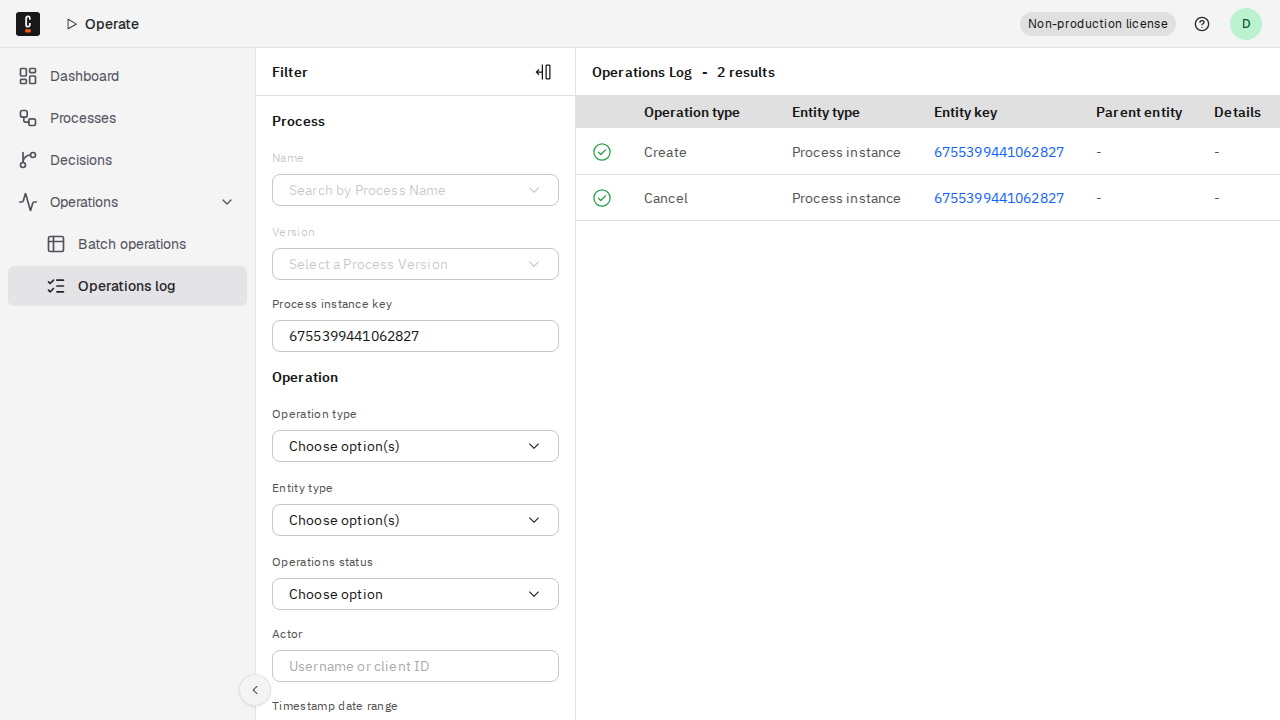 C
Operate
Non-production license
D
Dashboard
Processes
Decisions
Operations
Batch operations
Operations log
Filter
Process
Name
Search by Process Name
Version
Select a Process Version
Process instance key
6755399441062827
Operation
Operation type
Choose option(s)
Entity type
Choose option(s)
Operations status
Choose option
Actor
Username or client ID
Timestamp date range
Operations Log - 2 results
Operation type Entity type Entity key Parent entity Details
Create Process instance 6755399441062827 - -
Cancel Process instance 6755399441062827 - -